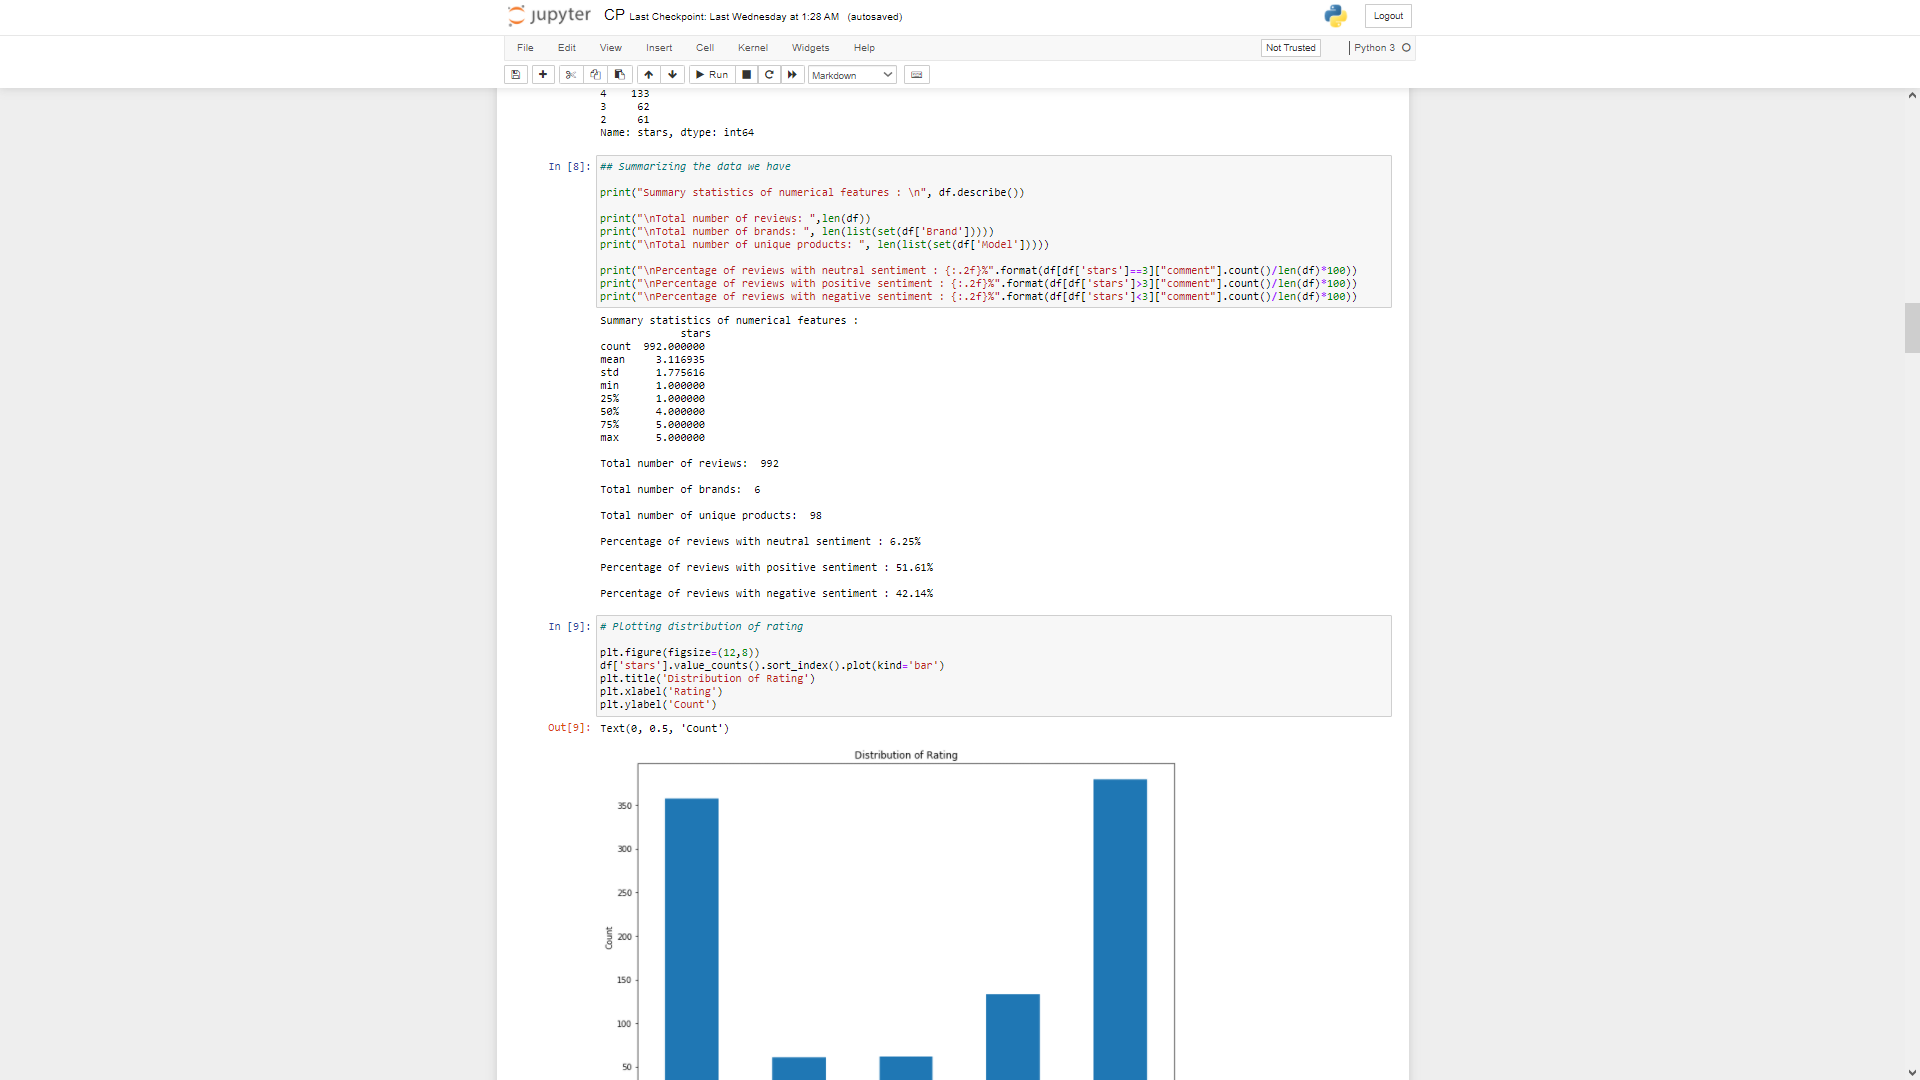 jupyter CP Last Checkpoint: Last Wednesday at 1:28 AM (autosaved)
Logout
File Edit View Insert Cell Kernel Widgets Help
Not Trusted
Python 3
Run
Markdown
4    133
3     62
2     61
Name: stars, dtype: int64
In [8]:
## Summarizing the data we have
print("Summary statistics of numerical features : \n", df.describe())
print("\nTotal number of reviews: ",len(df))
print("\nTotal number of brands: ", len(list(set(df['Brand']))))
print("\nTotal number of unique products: ", len(list(set(df['Model']))))
print("\nPercentage of reviews with neutral sentiment : {:.2f}%".format(df[df['stars']==3]["comment"].count()/len(df)*100))
print("\nPercentage of reviews with positive sentiment : {:.2f}%".format(df[df['stars']>3]["comment"].count()/len(df)*100))
print("\nPercentage of reviews with negative sentiment : {:.2f}%".format(df[df['stars']<3]["comment"].count()/len(df)*100))
Summary statistics of numerical features :
stars
count  992.000000
mean     3.116935
std      1.775616
min      1.000000
25%      1.000000
50%      4.000000
75%      5.000000
max      5.000000
Total number of reviews:  992
Total number of brands:  6
Total number of unique products:  98
Percentage of reviews with neutral sentiment : 6.25%
Percentage of reviews with positive sentiment : 51.61%
Percentage of reviews with negative sentiment : 42.14%
In [9]:
# Plotting distribution of rating
plt.figure(figsize=(12,8))
df['stars'].value_counts().sort_index().plot(kind='bar')
plt.title('Distribution of Rating')
plt.xlabel('Rating')
plt.ylabel('Count')
Out[9]: Text(0, 0.5, 'Count')
Distribution of Rating
350
300
250
Count
200
150
100
50